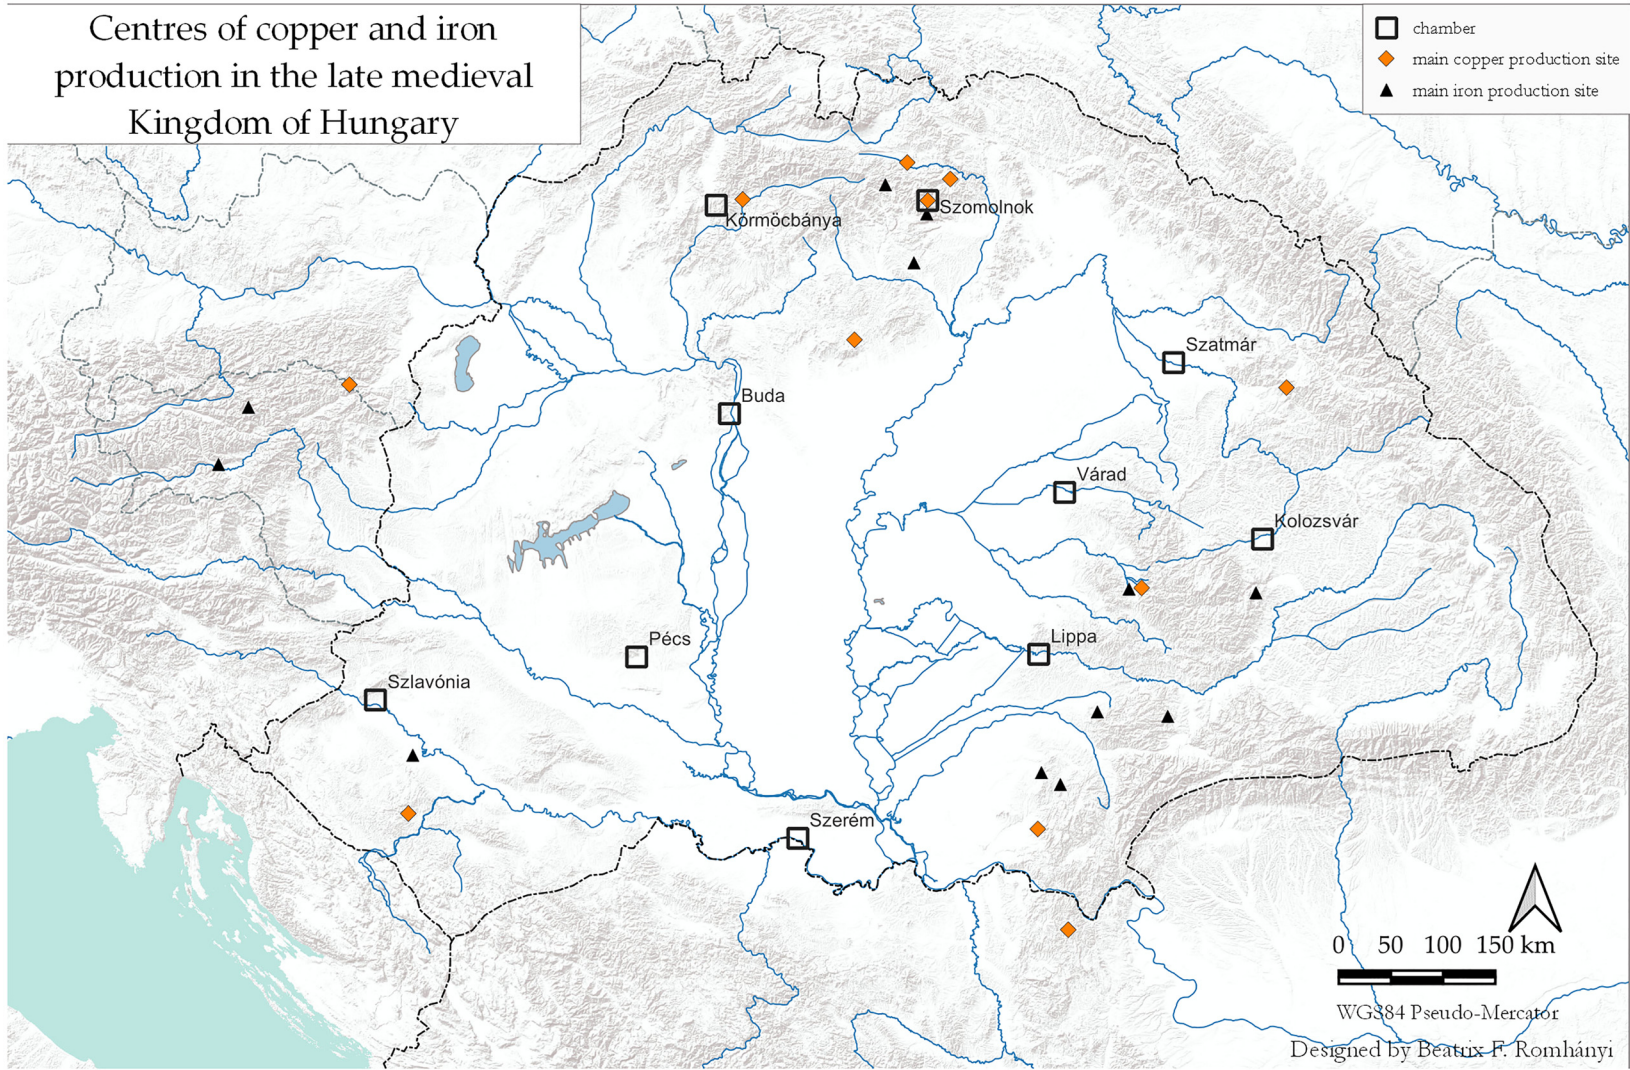 Centres of copper and iron
production in the late medieval
Kingdom of Hungary
chamber
main copper production site
main iron production site
Körmöcbánya
Szomolnok
Szatmár
Buda
Várad
Kolozsvár
Pécs
Lippa
Szlavónia
Szerém
0 50 100 150 km
WGS84 Pseudo-Mercator
Designed by Beatrix F. Romhányi